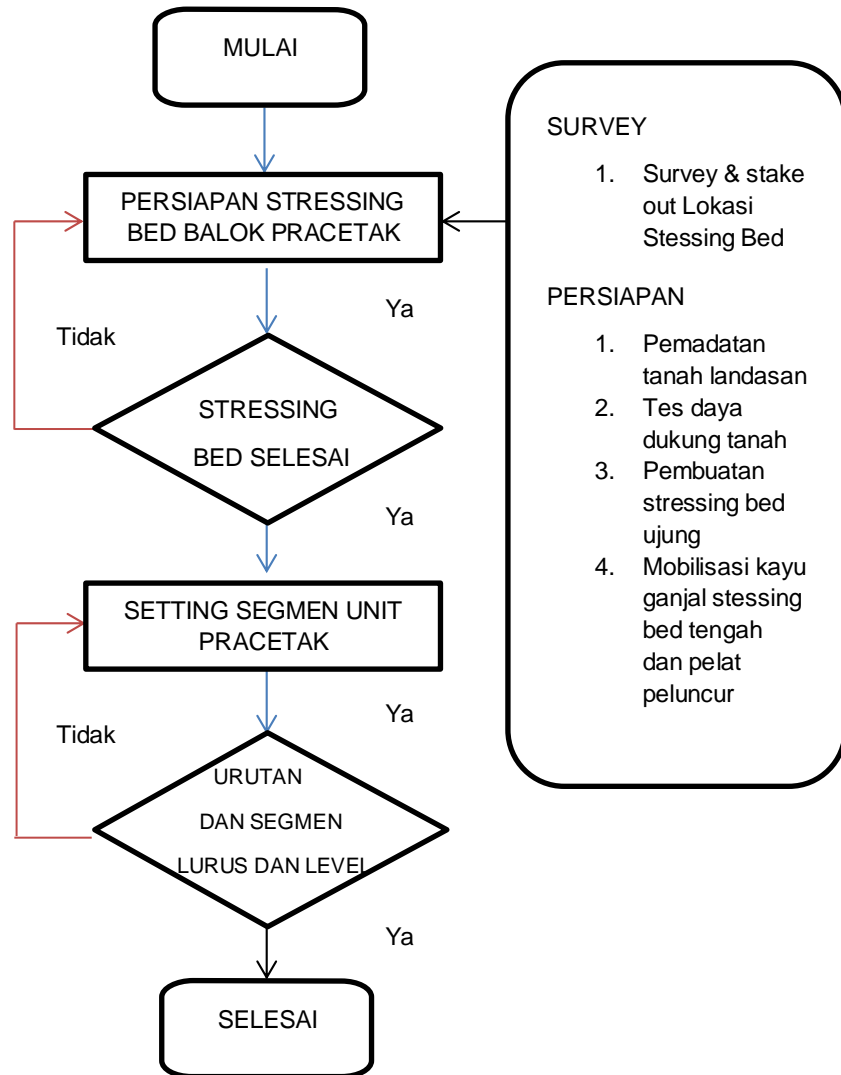 MULAI
PERSIAPAN STRESSING
BED BALOK PRACETAK
Ya
Tidak
STRESSING
BED SELESAI
Ya
SETTING SEGMEN UNIT
PRACETAK
Ya
Tidak
URUTAN
DAN SEGMEN
LURUS DAN LEVEL
Ya
SELESAI
SURVEY
1. Survey & stake
out Lokasi
Stessing Bed
PERSIAPAN
1. Pemadatan
tanah landasan
2. Tes daya
dukung tanah
3. Pembuatan
stressing bed
ujung
4. Mobilisasi kayu
ganjal stessing
bed tengah
dan pelat
peluncur